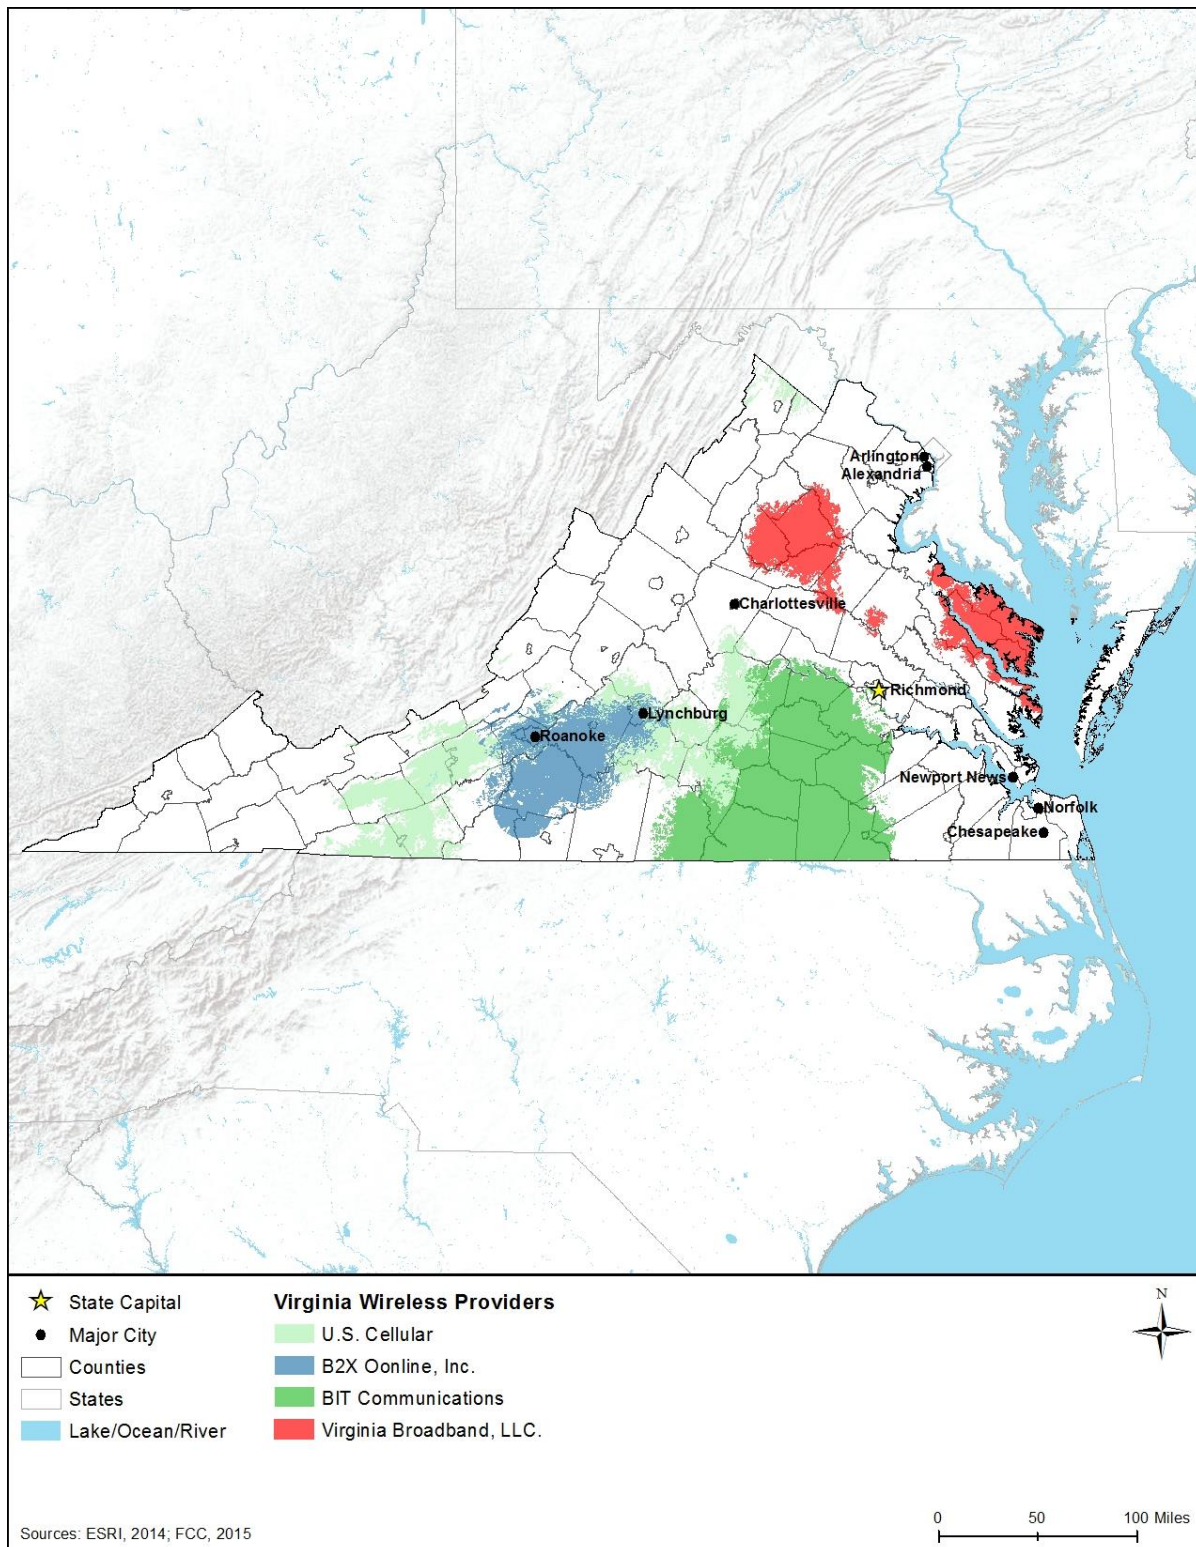 Arlington
Alexandria
Charlottesville
Richmond
Lynchburg
Roanoke
Newport News
Norfolk
Chesapeake
State Capital
Major City
Counties
States
Lake/Ocean/River
Virginia Wireless Providers
U.S. Cellular
B2X Oonline, Inc.
BIT Communications
Virginia Broadband, LLC.
N
Sources: ESRI, 2014; FCC, 2015
0 50 100 Miles